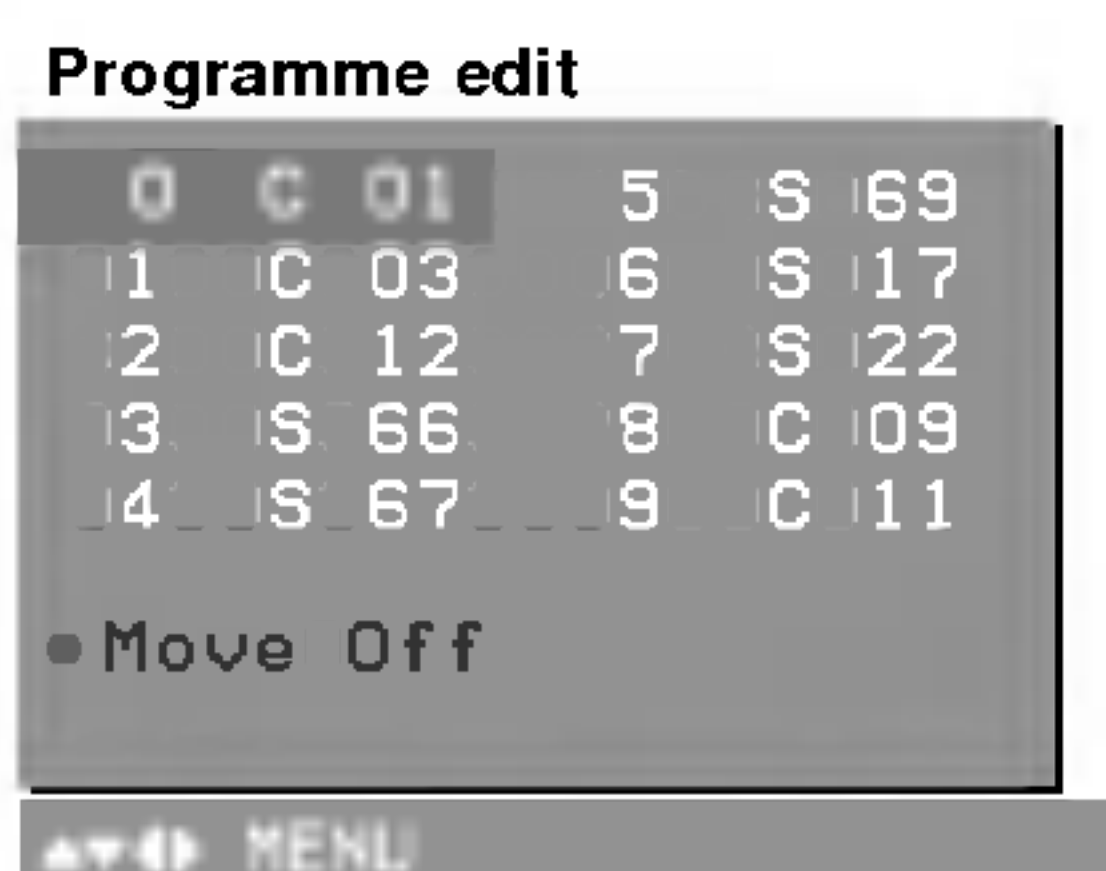 Programme edit
0 C 01 5 S 69
1 C 03 6 S 17
2 C 12 7 S 22
3 S 66 8 C 09
4 S 67 9 C 11
Move Off
▲▼◀▶ MENU